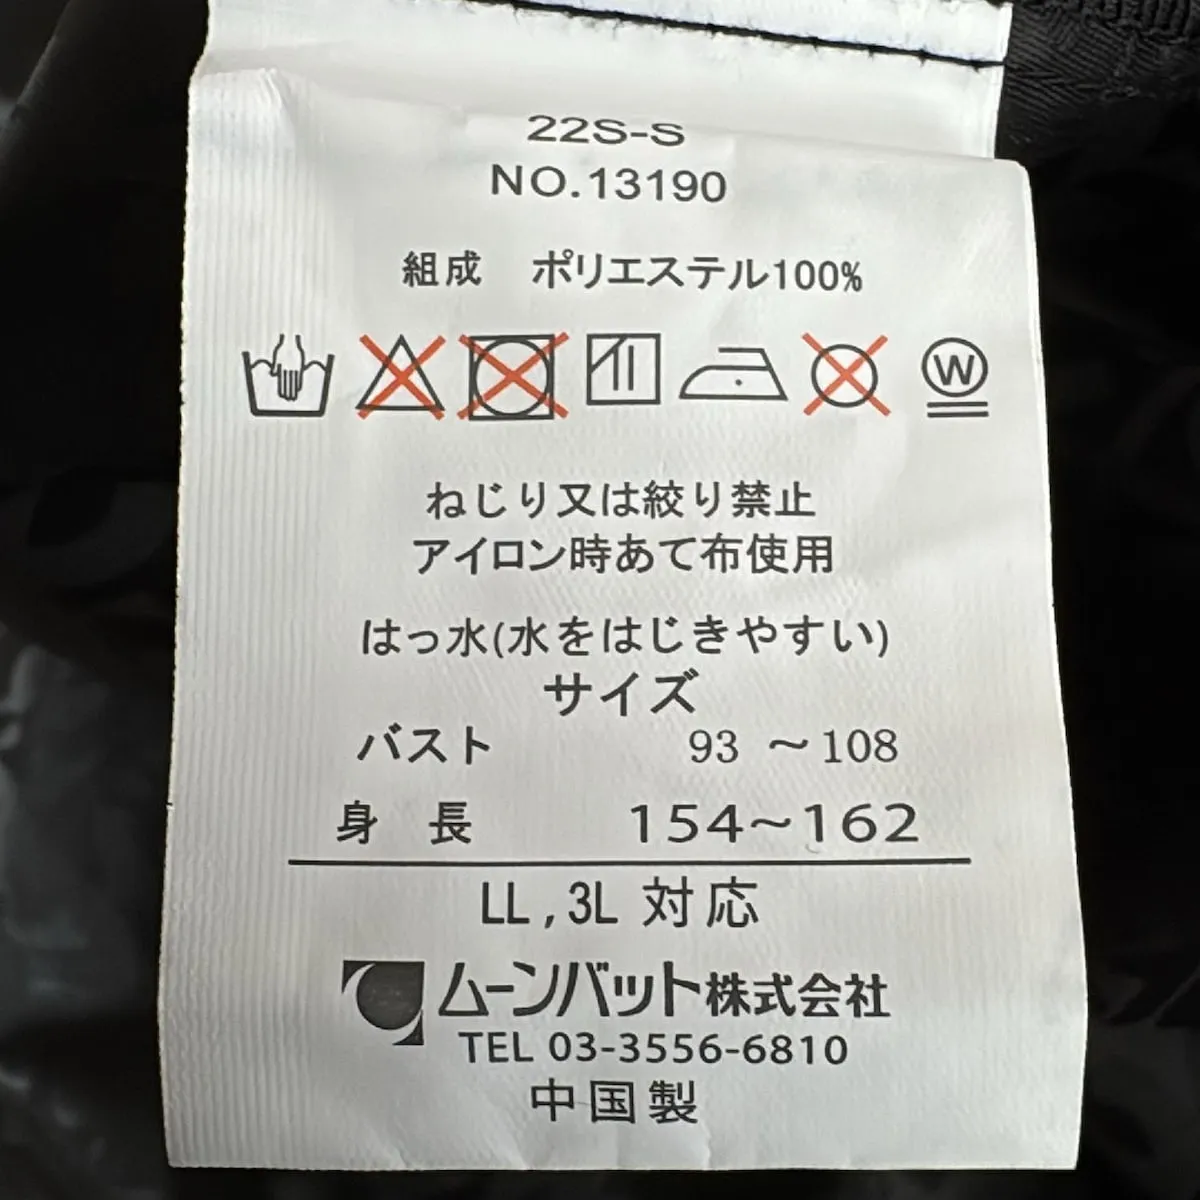 22S-S
NO.13190
組成　ポリエステル100%
W
ねじり又は絞り禁止
アイロン時あて布使用
はっ水(水をはじきやすい)
サイズ
バスト　93 ～108
身　長　154～162
LL,3L 対応
ムーンバット株式会社
TEL 03-3556-6810
中国製